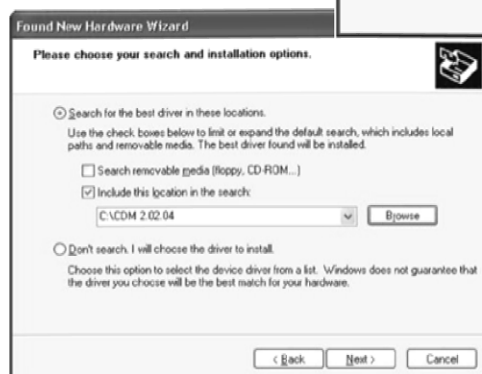 Found New Hardware Wizard
Please choose your search and installation options.
Search for the best driver in these locations.
Use the check boxes below to limit or expand the default search, which includes local
paths and removable media. The best driver found will be installed.
Search removable media (floppy, CD-ROM...)
Include this location in the search:
C:\CDM 2.02.04
Browse
Don't search. I will choose the driver to install.
Choose this option to select the device driver from a list. Windows does not guarantee that
the driver you choose will be the best match for your hardware.
< Back Next > Cancel